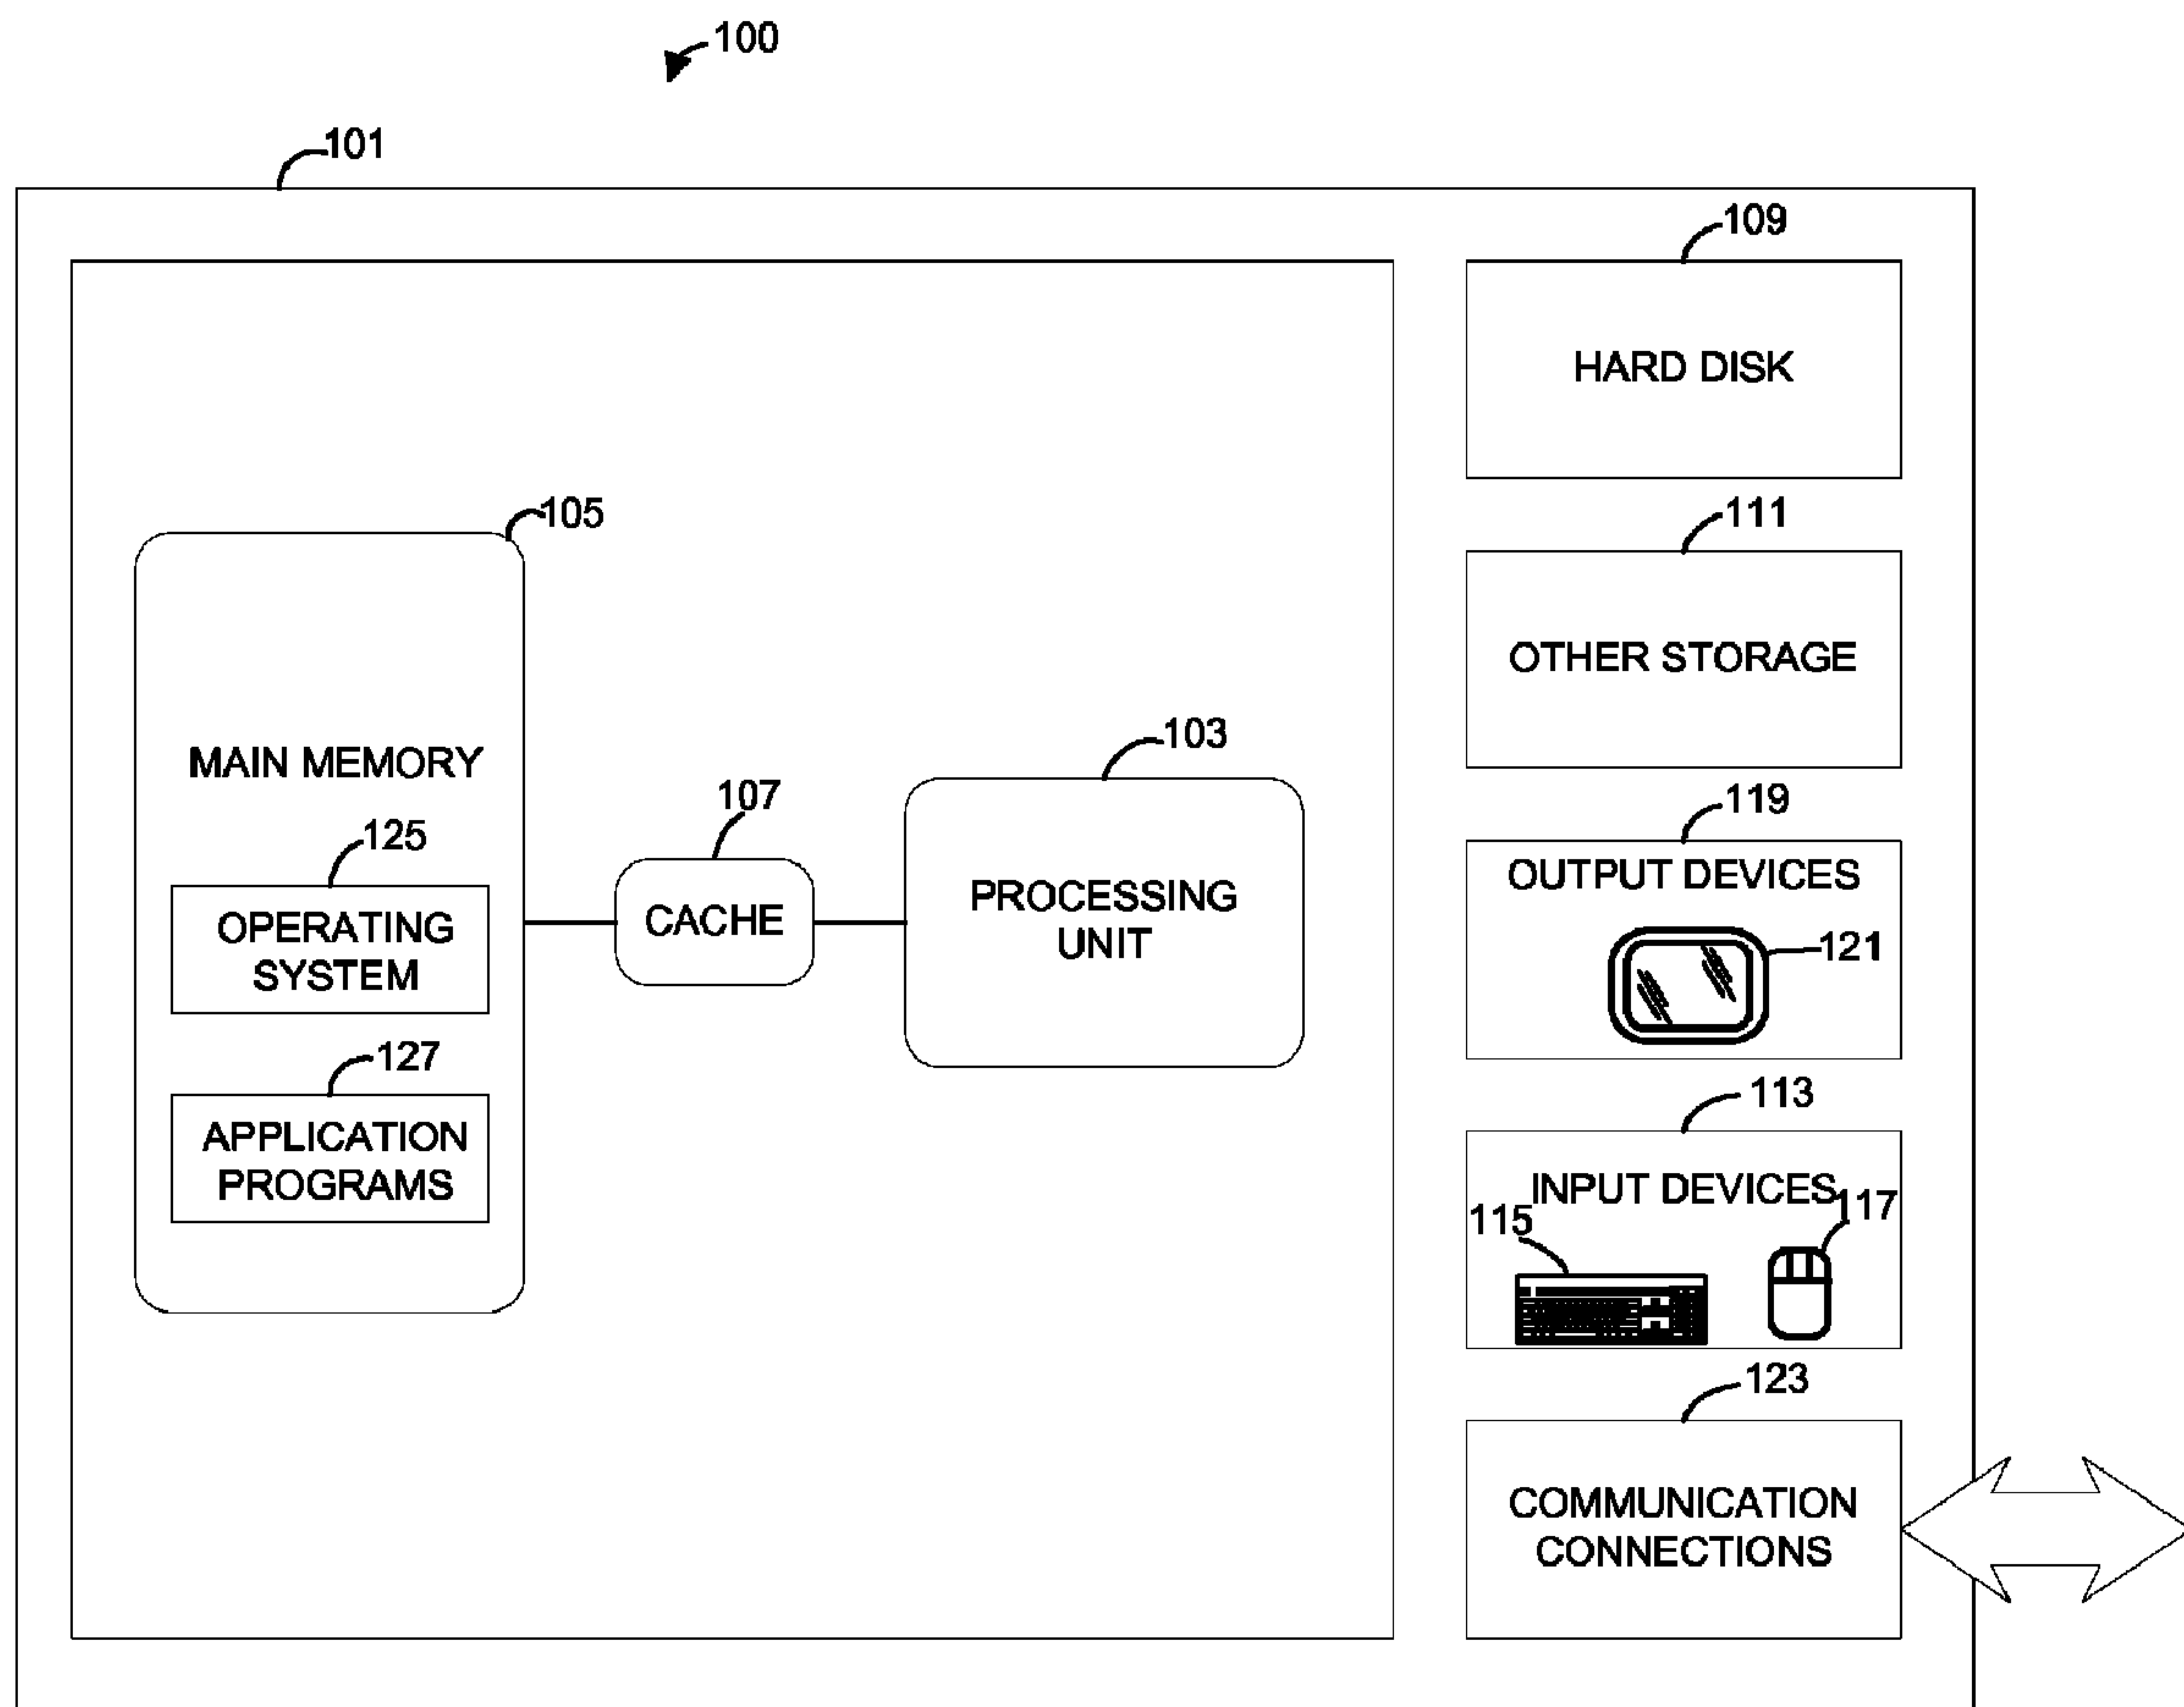 100
101
109
HARD DISK
105
111
OTHER STORAGE
MAIN MEMORY
125
OPERATING
SYSTEM
127
APPLICATION
PROGRAMS
107
CACHE
103
PROCESSING
UNIT
119
OUTPUT DEVICES
121
113
INPUT DEVICES
115
117
123
COMMUNICATION
CONNECTIONS